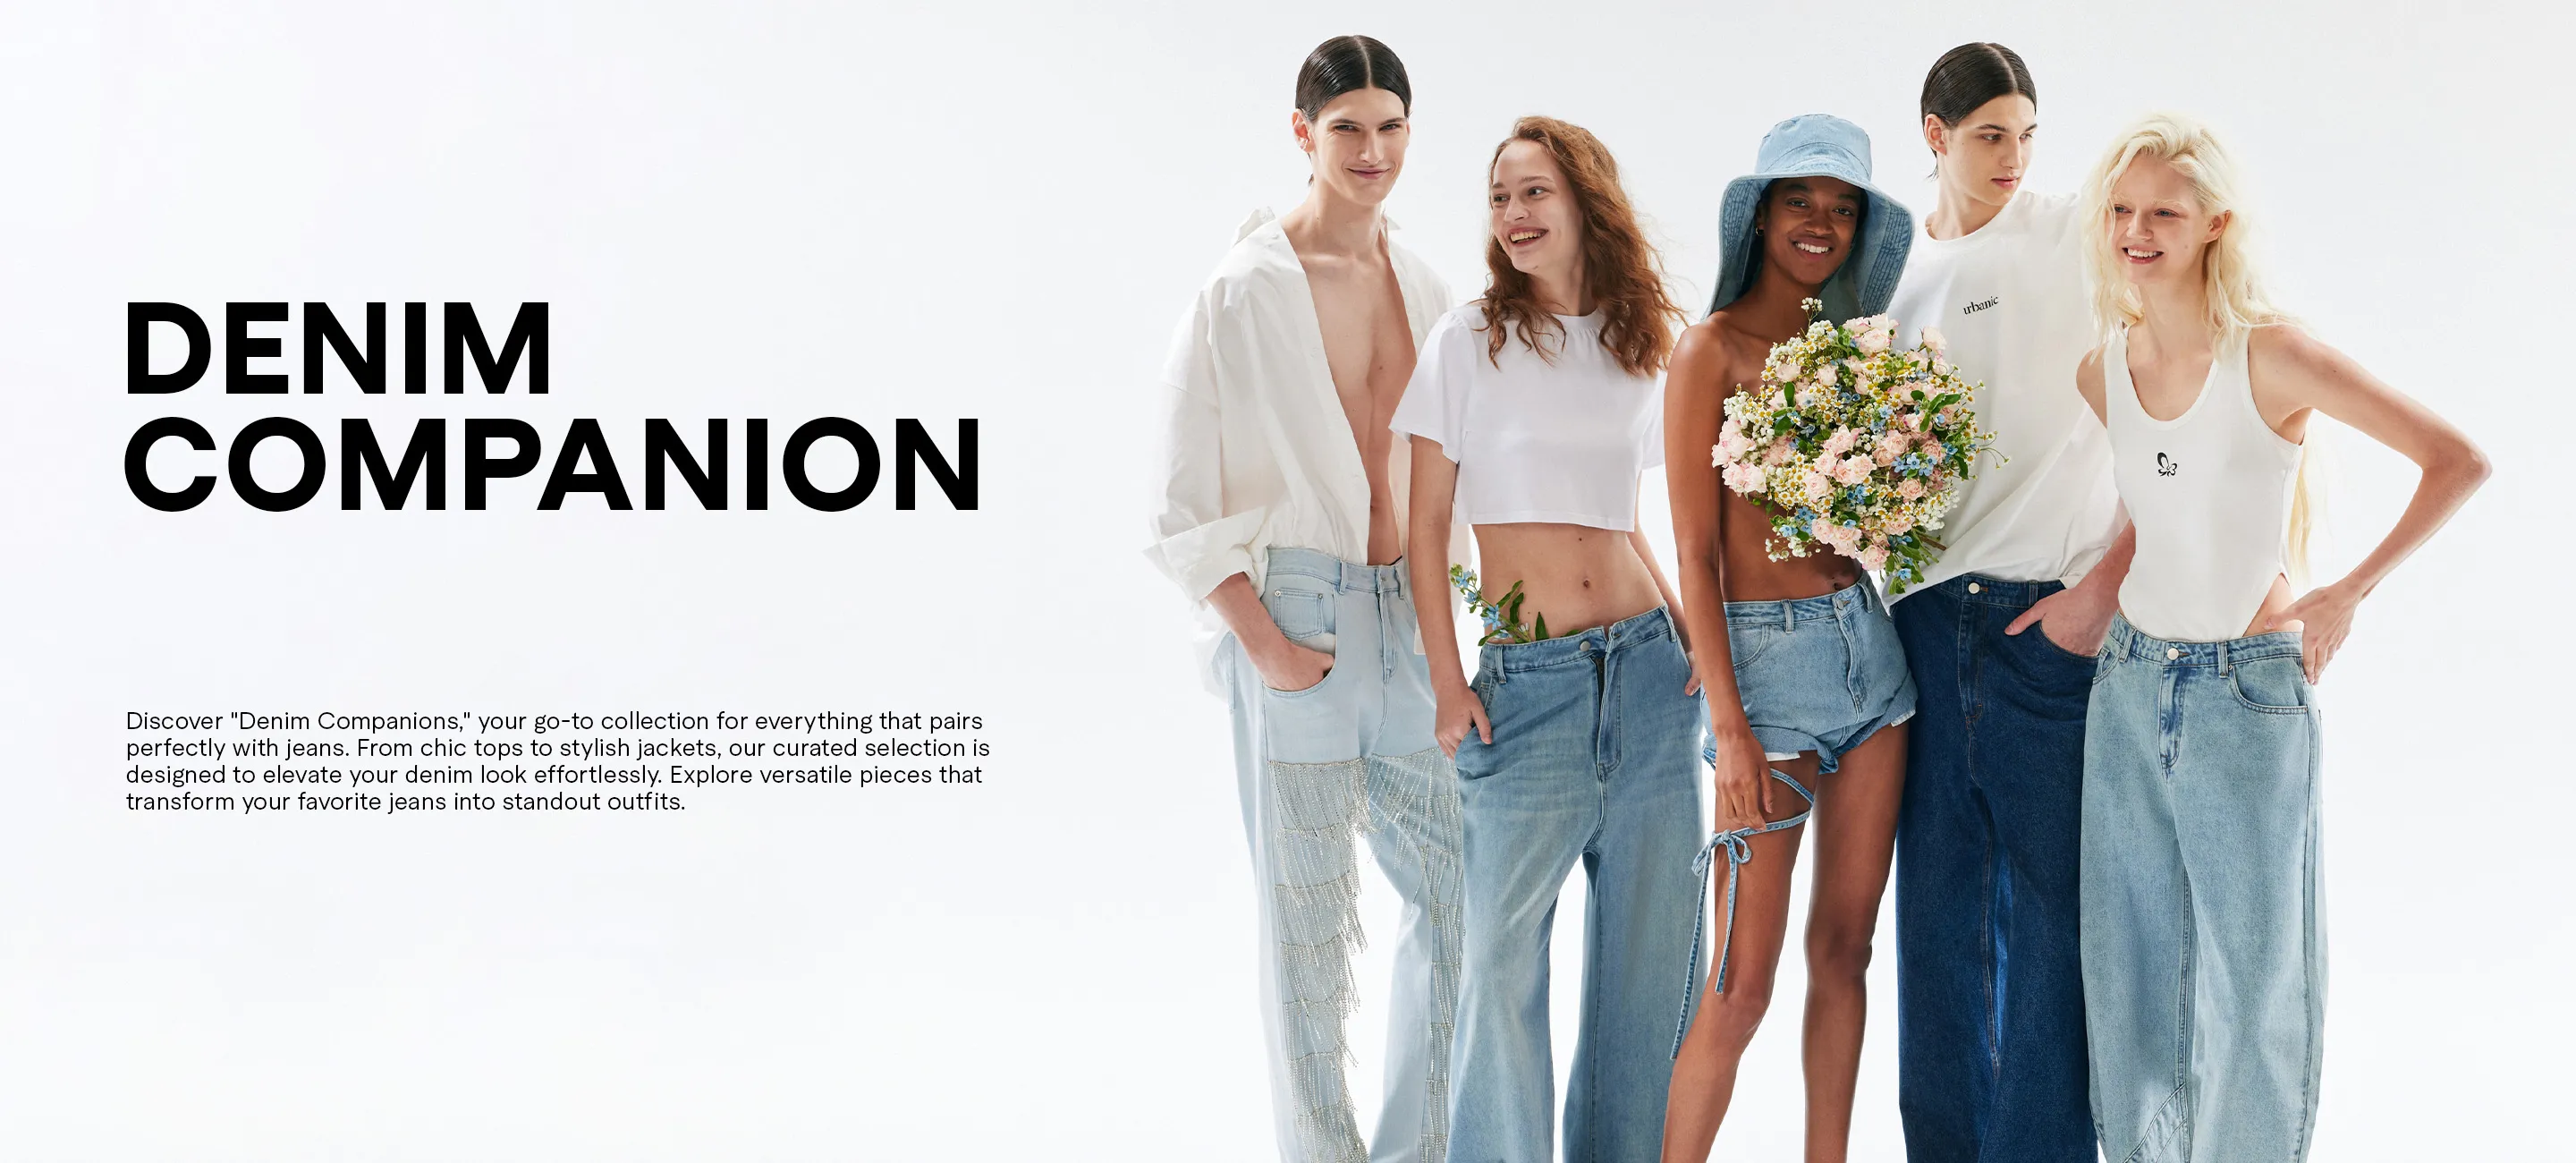 DENIM
COMPANION
Discover "Denim Companions," your go-to collection for everything that pairs
perfectly with jeans. From chic tops to stylish jackets, our curated selection is
designed to elevate your denim look effortlessly. Explore versatile pieces that
transform your favorite jeans into standout outfits.
urbanic